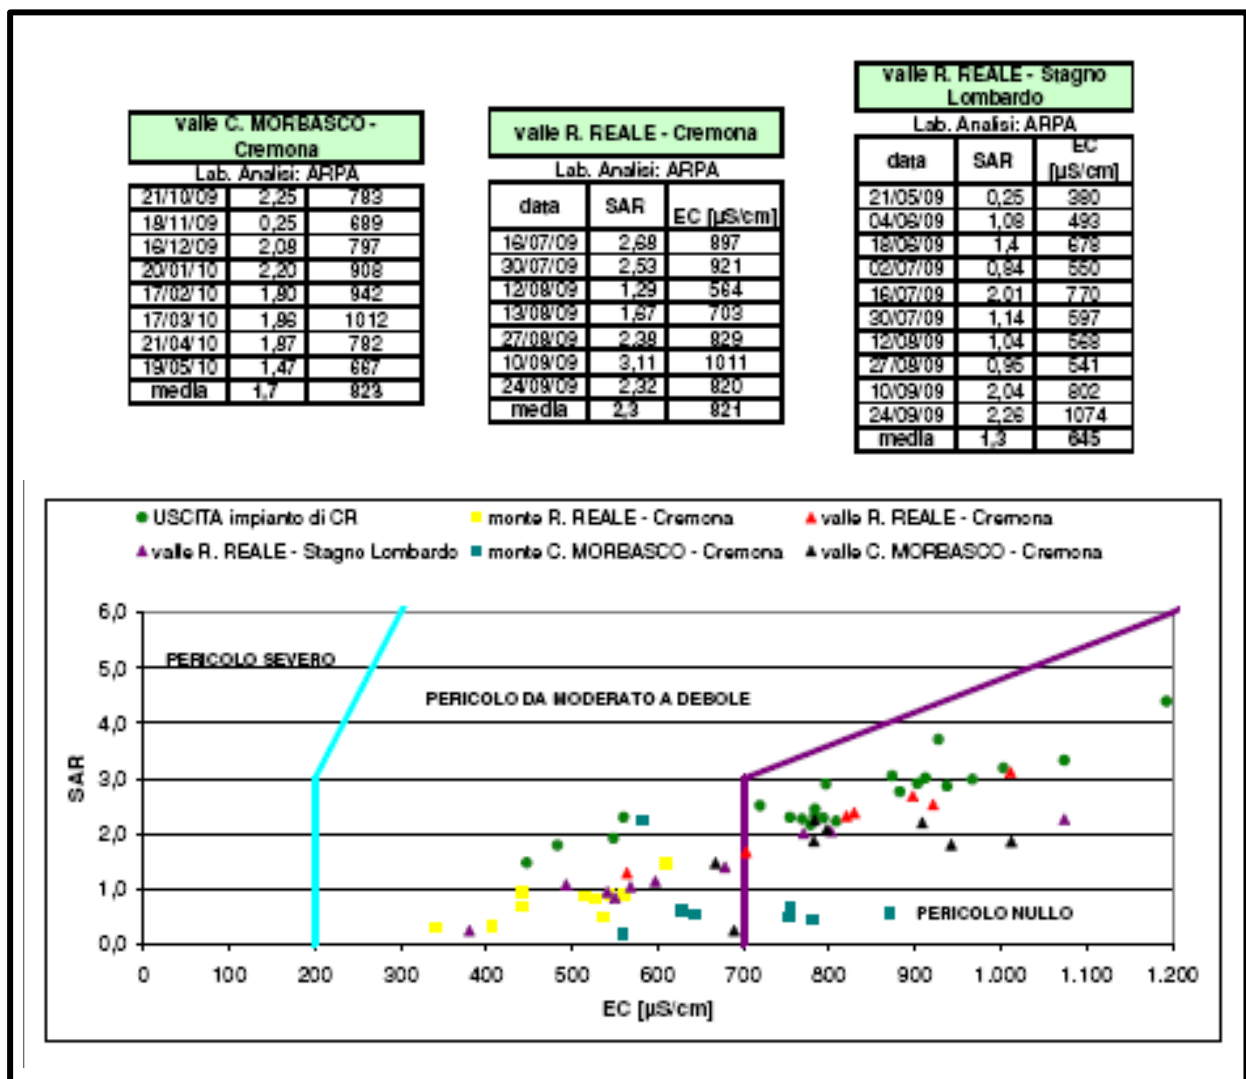 valle C. MORBASCO -
Cremona
Lab. Analisi: ARPA
21/10/09 2,25 783
18/11/09 0,25 689
16/12/09 2,08 797
20/01/10 2,20 908
17/02/10 1,80 942
17/03/10 1,86 1012
21/04/10 1,87 782
19/05/10 1,47 667
media 1,7 823
valle R. REALE - Cremona
Lab. Analisi: ARPA
data SAR EC [µS/cm]
16/07/09 2,68 897
30/07/09 2,53 921
12/08/09 1,29 564
13/08/09 1,67 703
27/08/09 2,38 829
10/09/09 3,11 1011
24/09/09 2,32 820
media 2,3 821
valle R. REALE - Stagno
Lombardo
Lab. Analisi: ARPA
data SAR EC
[µS/cm]
21/05/09 0,25 380
04/06/09 1,08 493
18/06/09 1,4 678
02/07/09 0,84 550
16/07/09 2,01 770
30/07/09 1,14 597
12/08/09 1,04 568
27/08/09 0,95 541
10/09/09 2,04 802
24/09/09 2,26 1074
media 1,3 645
USCITA impianto di CR monte R. REALE - Cremona valle R. REALE - Cremona
valle R. REALE - Stagno Lombardo monte C. MORBASCO - Cremona valle C. MORBASCO - Cremona
6,0
PERICOLO SEVERO
5,0
PERICOLO DA MODERATO A DEBOLE
4,0
3,0
SAR
2,0
1,0
PERICOLO NULLO
0,0
0 100 200 300 400 500 600 700 800 900 1.000 1.100 1.200
EC [µS/cm]